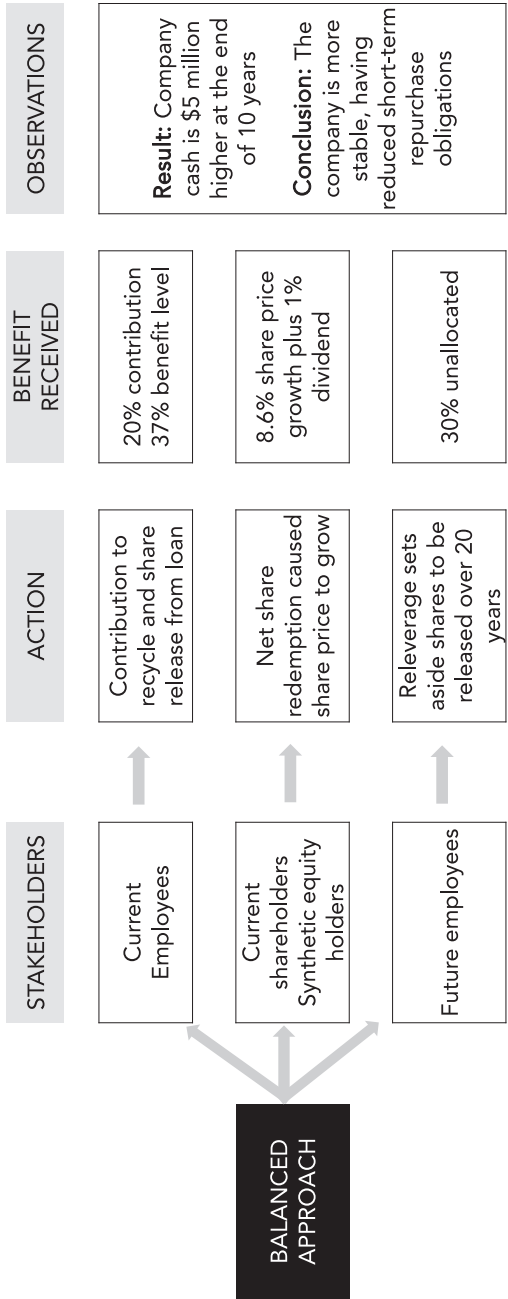 STAKEHOLDERS
ACTION
BENEFIT
RECEIVED
OBSERVATIONS
BALANCED
APPROACH
Current
Employees
Contribution to
recycle and share
release from loan
20% contribution
37% benefit level
Current
shareholders
Synthetic equity
holders
Net share
redemption caused
share price to grow
8.6% share price
growth plus 1%
dividend
Future employees
Releverage sets
aside shares to be
released over 20
years
30% unallocated
Result: Company
cash is $5 million
higher at the end
of 10 years
Conclusion: The
company is more
stable, having
reduced short-term
repurchase
obligations